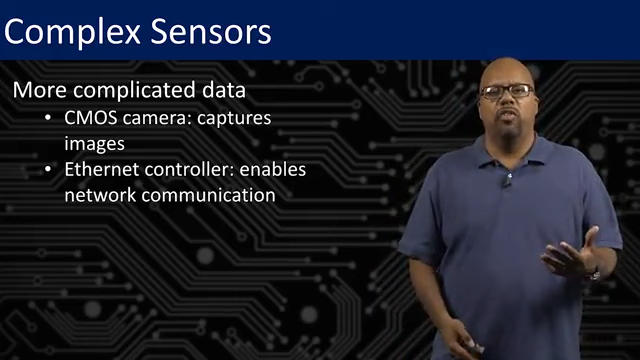 Complex Sensors
More complicated data
• CMOS camera: captures
images
• Ethernet controller: enables
network communication